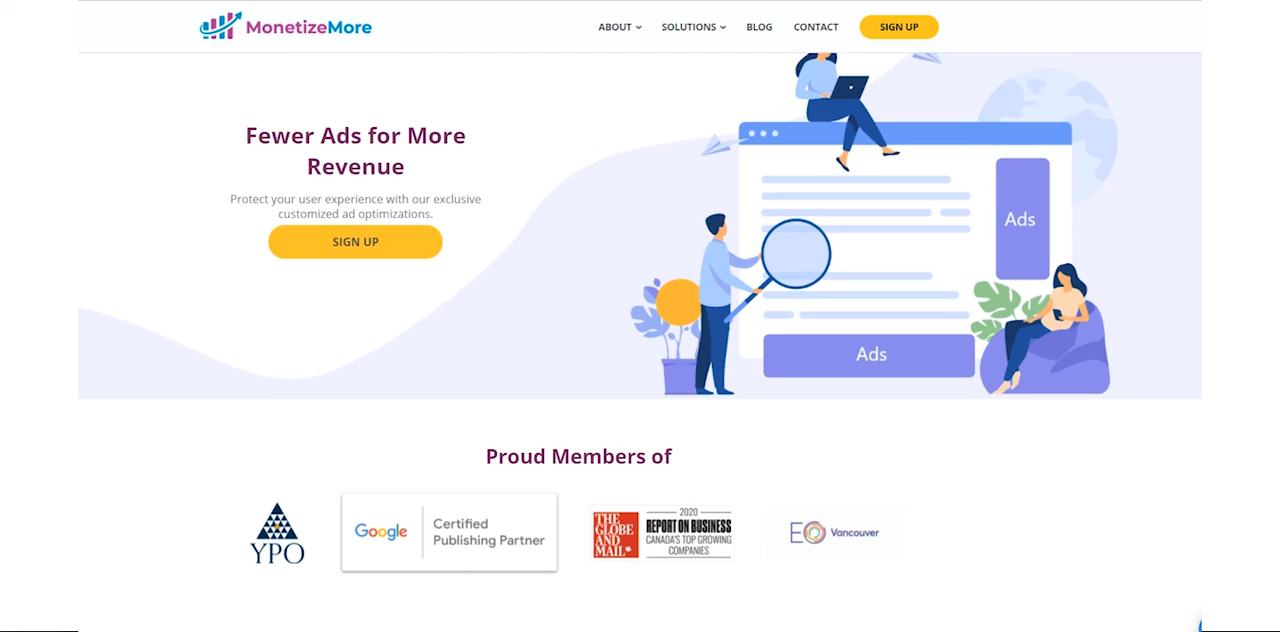 MonetizeMore
ABOUT
SOLUTIONS
BLOG
CONTACT
SIGN UP
Fewer Ads for More
Revenue
Protect your user experience with our exclusive
customized ad optimizations.
SIGN UP
Ads
Ads
Proud Members of
YPO
Google
Certified
Publishing Partner
THE
GLOBE
AND
MAIL
2020
REPORT ON BUSINESS
CANADA'S TOP GROWING
COMPANIES
EO Vancouver